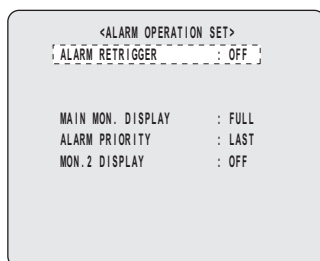 <ALARM OPERATION SET>
ALARM RETRIGGER : OFF
MAIN MON. DISPLAY : FULL
ALARM PRIORITY : LAST
MON.2 DISPLAY : OFF